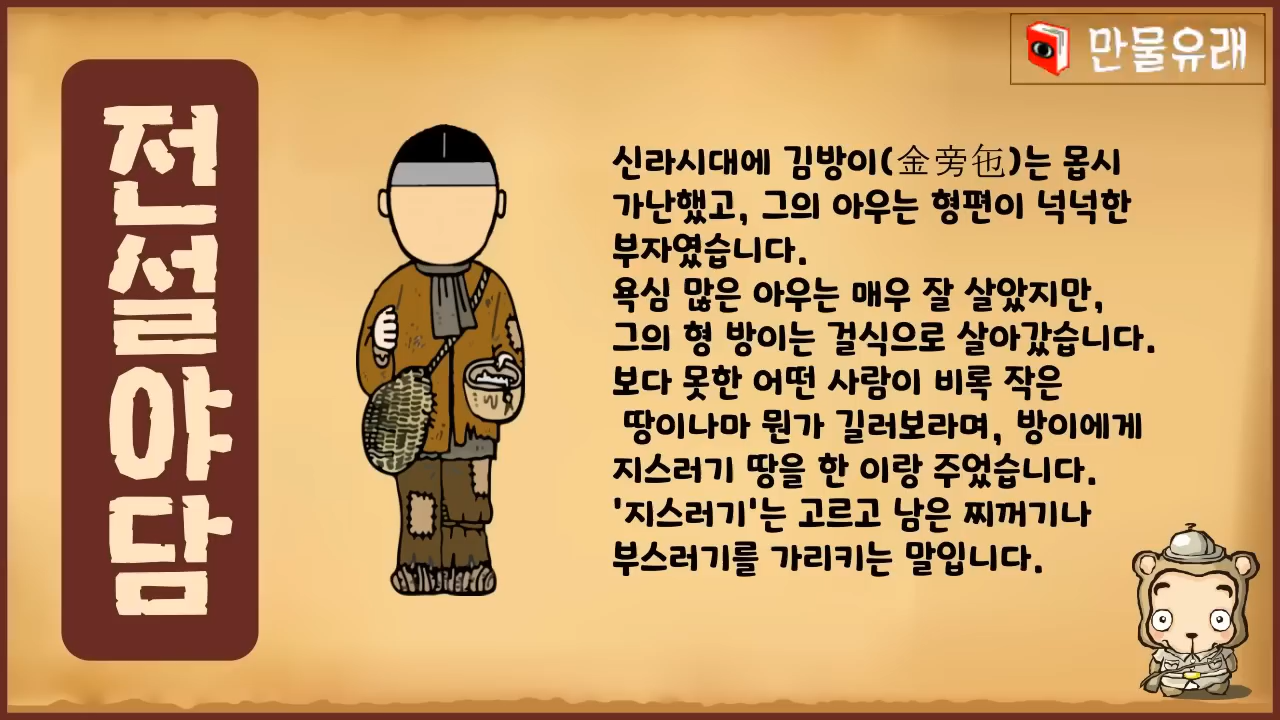 만물유래
전설야담
신라시대에 김방이(金旁㐌)는 몹시
가난했고, 그의 아우는 형편이 넉넉한
부자였습니다.
욕심 많은 아우는 매우 잘 살았지만,
그의 형 방이는 걸식으로 살아갔습니다.
보다 못한 어떤 사람이 비록 작은
땅이나마 뭔가 길러보라며, 방이에게
지스러기 땅을 한 이랑 주었습니다.
'지스러기'는 고르고 남은 찌꺼기나
부스러기를 가리키는 말입니다.